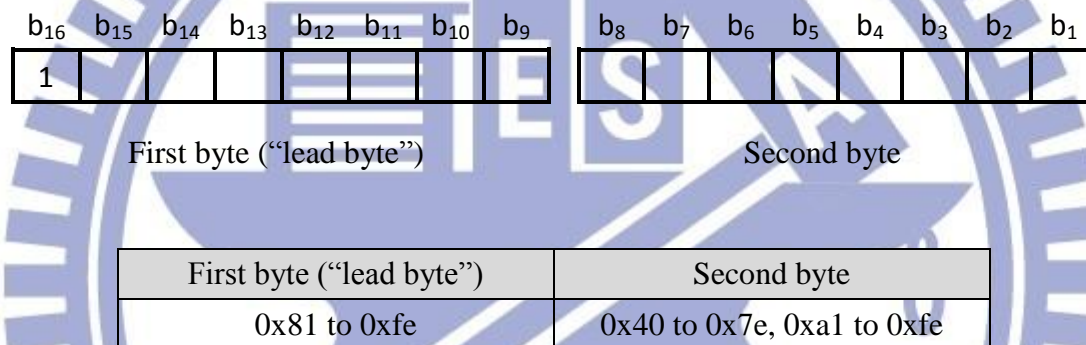 b₁₆ b₁₅ b₁₄ b₁₃ b₁₂ b₁₁ b₁₀ b₉ b₈ b₇ b₆ b₅ b₄ b₃ b₂ b₁
1
First byte (“lead byte”) Second byte
First byte (“lead byte”) Second byte
0x81 to 0xfe 0x40 to 0x7e, 0xa1 to 0xfe
ESA